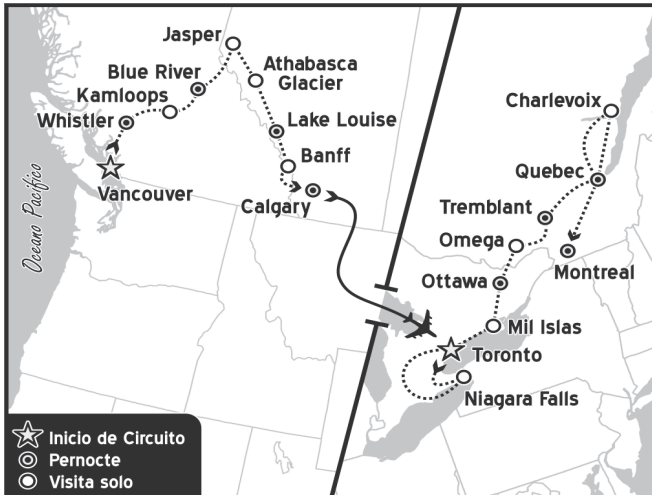 Jasper
Blue River
Athabasca
Glacier
Kamloops
Whistler
Lake Louise
Banff
Vancouver
Calgary
Oceano Pacífico
Charlevoix
Quebec
Tremblant
Omega
Montreal
Ottawa
Mil Islas
Toronto
Niagara Falls
Inicio de Circuito
Pernocte
Visita solo